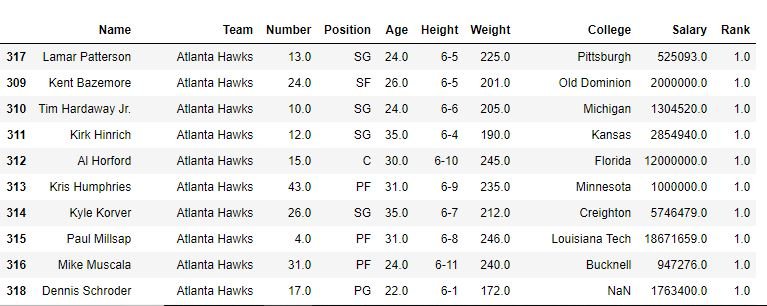 Name Team Number Position Age Height Weight College Salary Rank
317 Lamar Patterson Atlanta Hawks 13.0 SG 24.0 6-5 225.0 Pittsburgh 525093.0 1.0
309 Kent Bazemore Atlanta Hawks 24.0 SF 26.0 6-5 201.0 Old Dominion 2000000.0 1.0
310 Tim Hardaway Jr. Atlanta Hawks 10.0 SG 24.0 6-6 205.0 Michigan 1304520.0 1.0
311 Kirk Hinrich Atlanta Hawks 12.0 SG 35.0 6-4 190.0 Kansas 2854940.0 1.0
312 Al Horford Atlanta Hawks 15.0 C 30.0 6-10 245.0 Florida 12000000.0 1.0
313 Kris Humphries Atlanta Hawks 43.0 PF 31.0 6-9 235.0 Minnesota 1000000.0 1.0
314 Kyle Korver Atlanta Hawks 26.0 SG 35.0 6-7 212.0 Creighton 5746479.0 1.0
315 Paul Millsap Atlanta Hawks 4.0 PF 31.0 6-8 246.0 Louisiana Tech 18671659.0 1.0
316 Mike Muscala Atlanta Hawks 31.0 PF 24.0 6-11 240.0 Bucknell 947276.0 1.0
318 Dennis Schroder Atlanta Hawks 17.0 PG 22.0 6-1 172.0 NaN 1763400.0 1.0